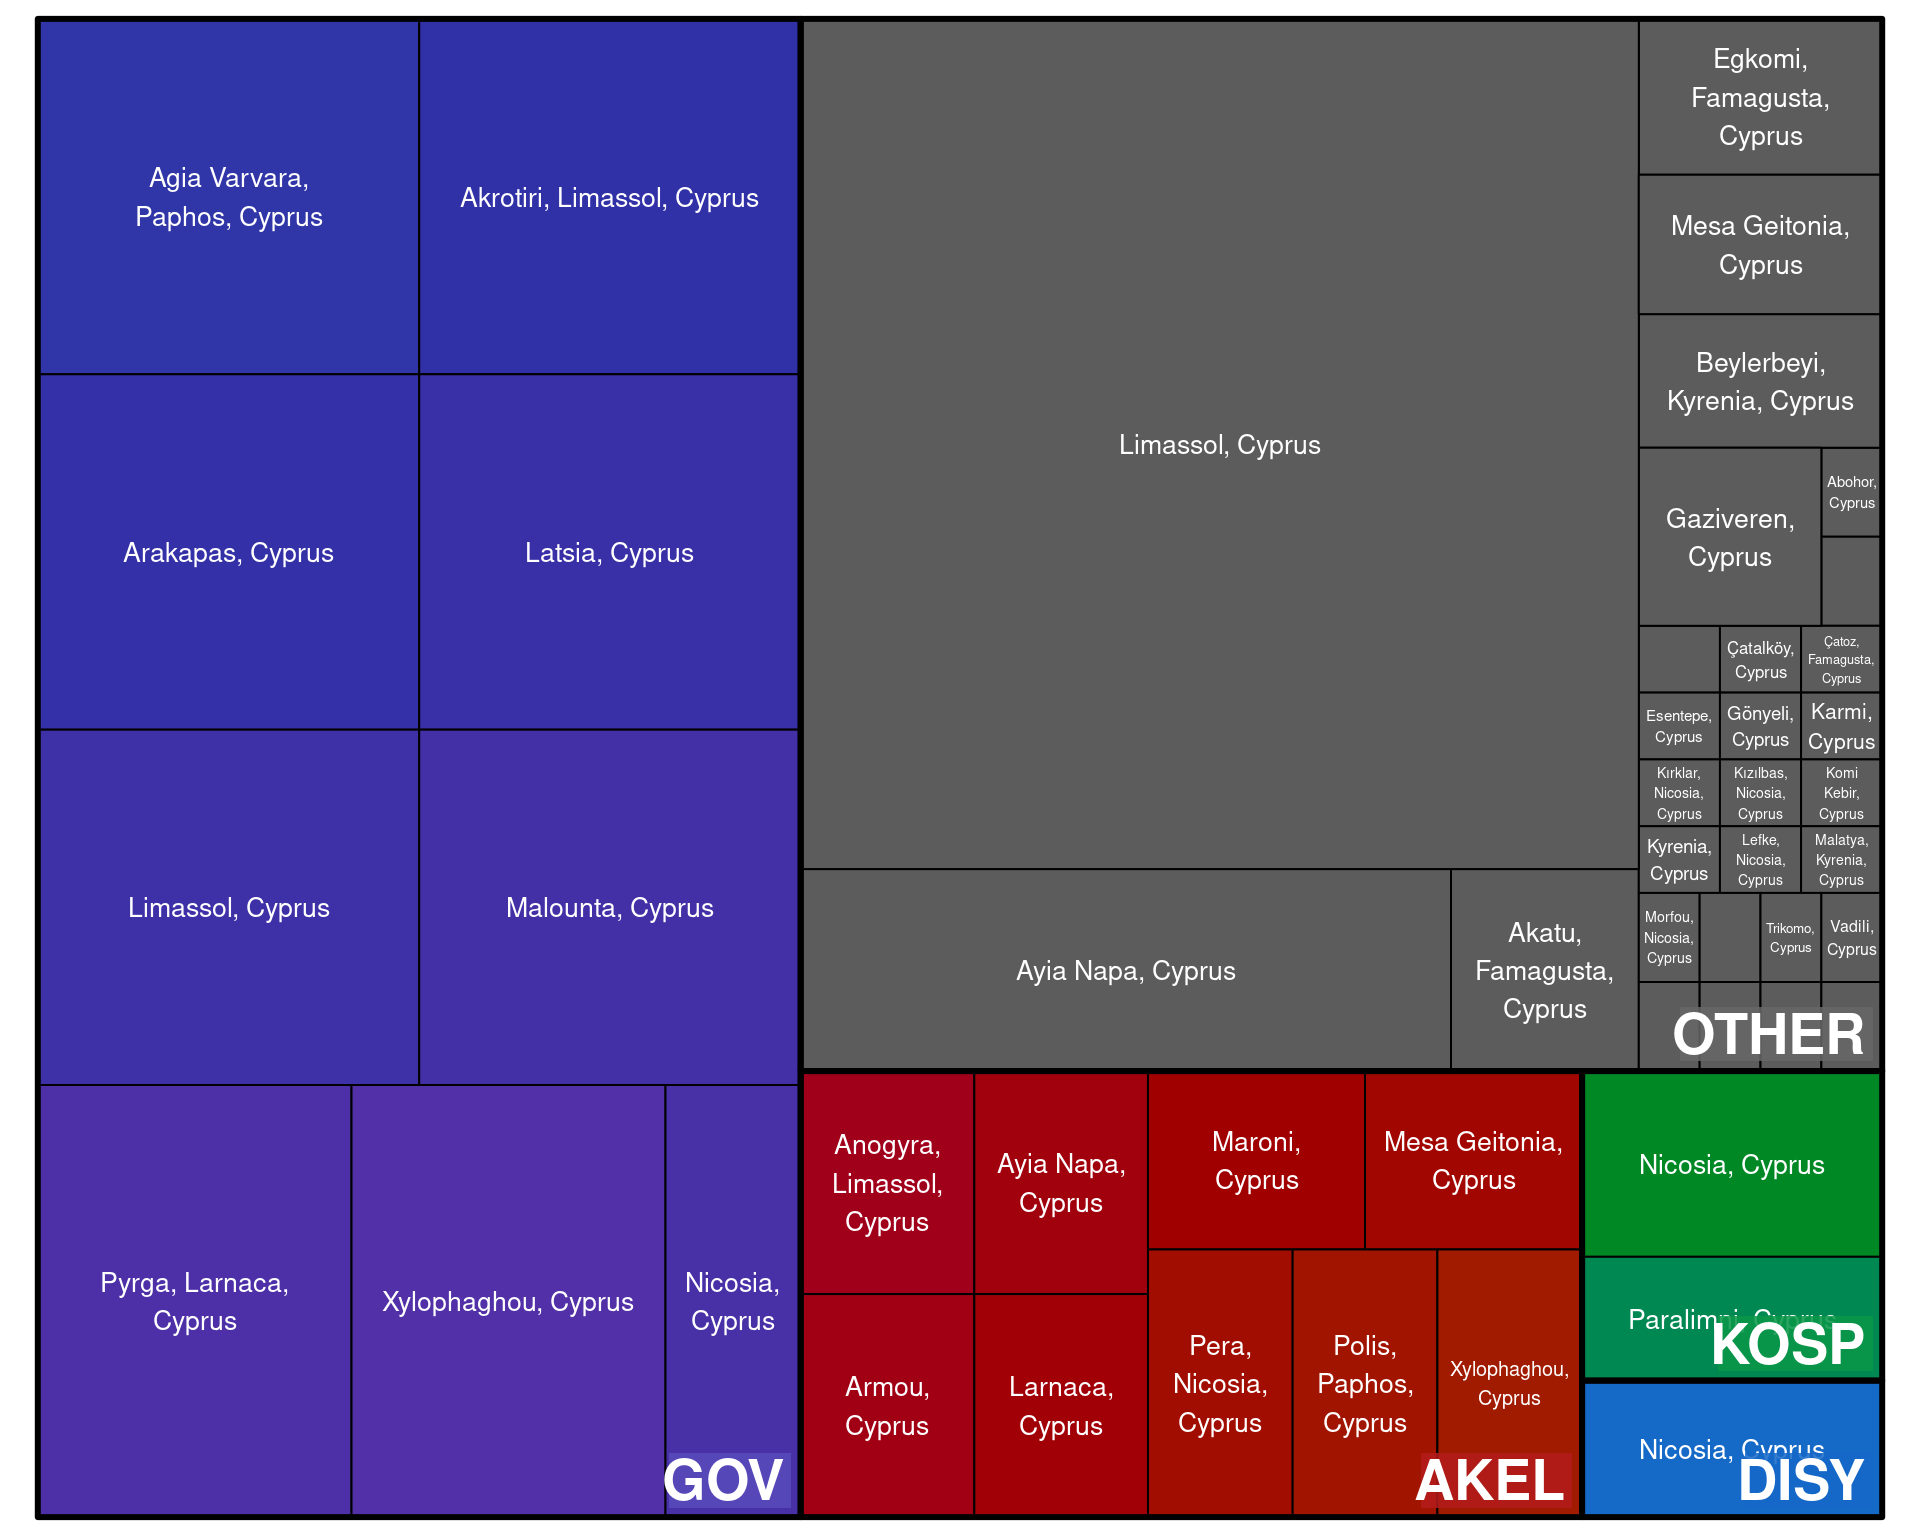 Agia Varvara,
Paphos, Cyprus
Akrotiri, Limassol, Cyprus
Arakapas, Cyprus
Latsia, Cyprus
Limassol, Cyprus
Malounta, Cyprus
Pyrga, Larnaca,
Cyprus
Xylophaghou, Cyprus
Nicosia,
Cyprus
GOV
Limassol, Cyprus
Ayia Napa, Cyprus
Akatu,
Famagusta,
Cyprus
Egkomi,
Famagusta,
Cyprus
Mesa Geitonia,
Cyprus
Beylerbeyi,
Kyrenia, Cyprus
Gaziveren,
Cyprus
Abohor,
Cyprus
Çatalköy,
Cyprus
Çatoz,
Famagusta,
Cyprus
Esentepe,
Cyprus
Gönyeli,
Cyprus
Karmi,
Cyprus
Kırklar,
Nicosia,
Cyprus
Kızılbas,
Nicosia,
Cyprus
Komi
Kebir,
Cyprus
Kyrenia,
Cyprus
Lefke,
Nicosia,
Cyprus
Malatya,
Kyrenia,
Cyprus
Morfou,
Nicosia,
Cyprus
Trikomo,
Cyprus
Vadili,
Cyprus
OTHER
Anogyra,
Limassol,
Cyprus
Ayia Napa,
Cyprus
Armou,
Cyprus
Larnaca,
Cyprus
Maroni,
Cyprus
Mesa Geitonia,
Cyprus
Pera,
Nicosia,
Cyprus
Polis,
Paphos,
Cyprus
Xylophaghou,
Cyprus
AKEL
Nicosia, Cyprus
Paralimni, Cyprus
KOSP
Nicosia, Cyprus
DISY